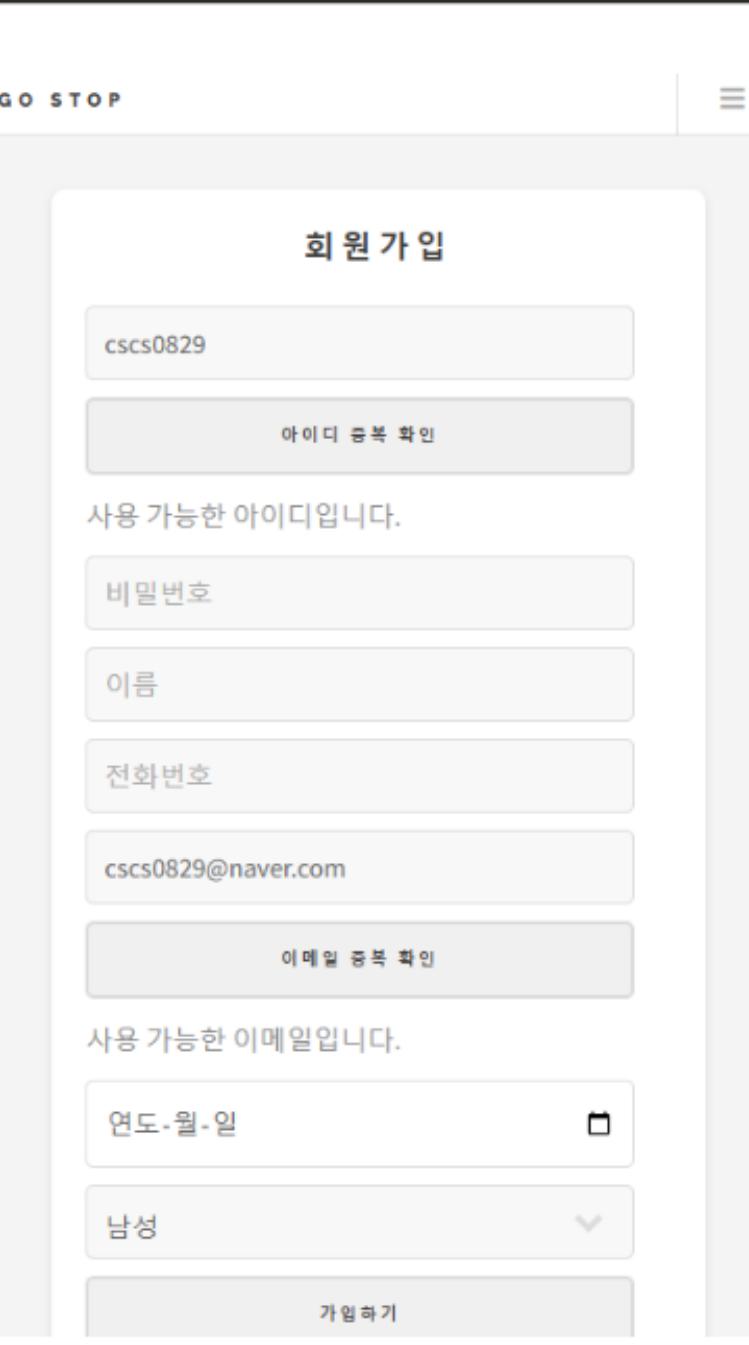 GO STOP
회원가입
cscs0829
아이디 중복 확인
사용 가능한 아이디입니다.
비밀번호
이름
전화번호
cscs0829@naver.com
이메일 중복 확인
사용 가능한 이메일입니다.
연도-월-일
남성
가입하기